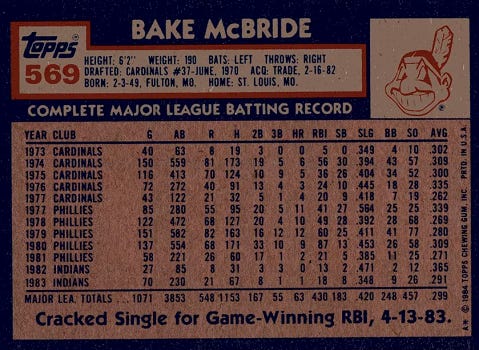 BAKE McBRIDE
Topps
569
HEIGHT: 6'2" WEIGHT: 190 BATS: LEFT THROWS: RIGHT
DRAFTED: CARDINALS #37-JUNE, 1970 ACQ: TRADE, 2-16-82
BORN: 2-3-49, FULTON, MO. HOME: ST. LOUIS, MO.
COMPLETE MAJOR LEAGUE BATTING RECORD
YEAR CLUB G AB R H 2B 3B HR RBI SB SLG BB SO AVG
1973 CARDINALS 40 63 8 19 3 0 0 5 0 .349 4 10 .302
1974 CARDINALS 150 559 81 173 19 5 6 56 30 .394 43 57 .309
1975 CARDINALS 116 413 70 124 10 9 5 36 26 .404 34 52 .300
1976 CARDINALS 72 272 40 91 13 4 3 24 10 .445 18 28 .335
1977 CARDINALS 43 122 21 32 5 1 4 20 9 .418 7 19 .262
1977 PHILLIES 85 280 55 95 20 5 11 41 27 .564 25 25 .339
1978 PHILLIES 122 472 68 127 20 4 10 49 28 .392 28 68 .269
1979 PHILLIES 151 582 82 163 16 12 12 60 25 .411 41 77 .280
1980 PHILLIES 137 554 68 171 33 10 9 87 13 .453 26 58 .309
1981 PHILLIES 58 221 26 60 17 1 2 21 5 .385 11 25 .271
1982 INDIANS 27 85 8 31 3 3 0 13 2 .471 2 12 .365
1983 INDIANS 70 230 21 67 8 1 1 18 8 .348 9 26 .291
MAJOR LEA. TOTALS ... 1071 3853 548 1153 167 55 63 430 183 .420 248 457 .299
Cracked Single for Game-Winning RBI, 4-13-83.
A* © 1984 TOPPS CHEWING GUM, INC. PRTD. IN U.S.A.